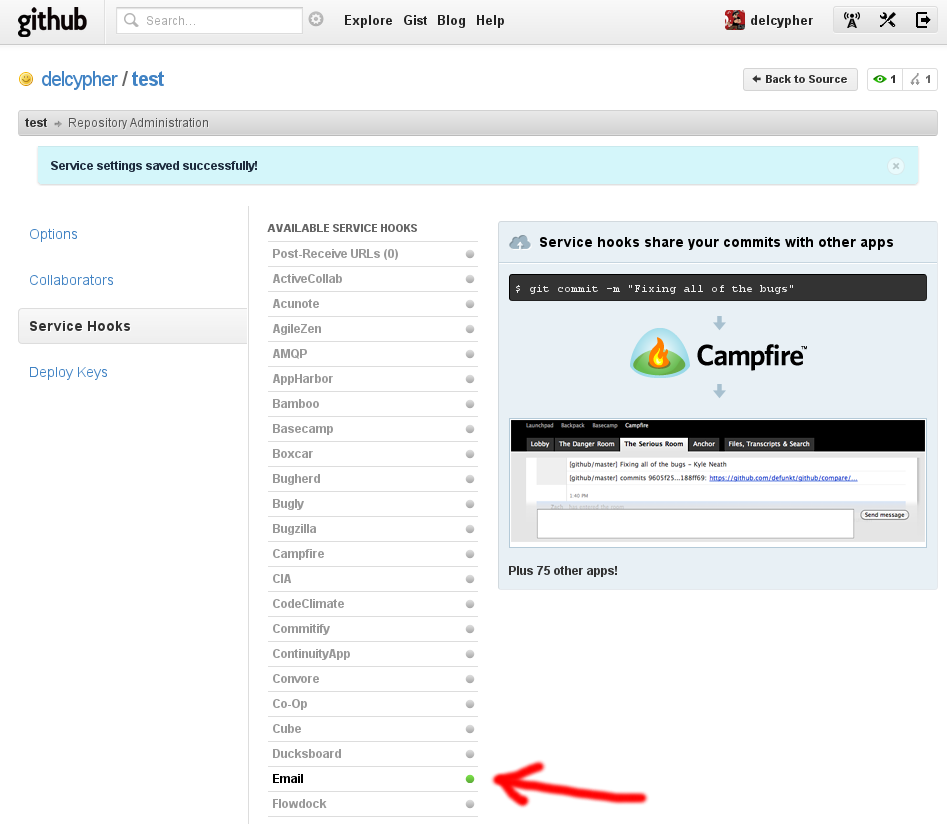 github
Search...
Explore Gist Blog Help
delcypher
delcypher / test
Back to Source
1
1
test
Repository Administration
Service settings saved successfully!
Options
Collaborators
Service Hooks
Deploy Keys
AVAILABLE SERVICE HOOKS
Post-Receive URLs (0)
ActiveCollab
Acunote
AgileZen
AMQP
AppHarbor
Bamboo
Basecamp
Boxcar
Bugherd
Bugly
Bugzilla
Campfire
CIA
CodeClimate
Commitify
ContinuityApp
Convore
Co-Op
Cube
Ducksboard
Email
Flowdock
Service hooks share your commits with other apps
$ git commit -m "Fixing all of the bugs"
Campfire™
Launchpad Backpack Basecamp Campfire
Lobby The Danger Room The Serious Room Anchor Files, Transcripts & Search
[github/master] Fixing all of the bugs - Kyle Neath
[github/master] commits 9605f25...188ff69: https://github.com/defunkt/github/compare/...
1:40 PM
Send message
Plus 75 other apps!